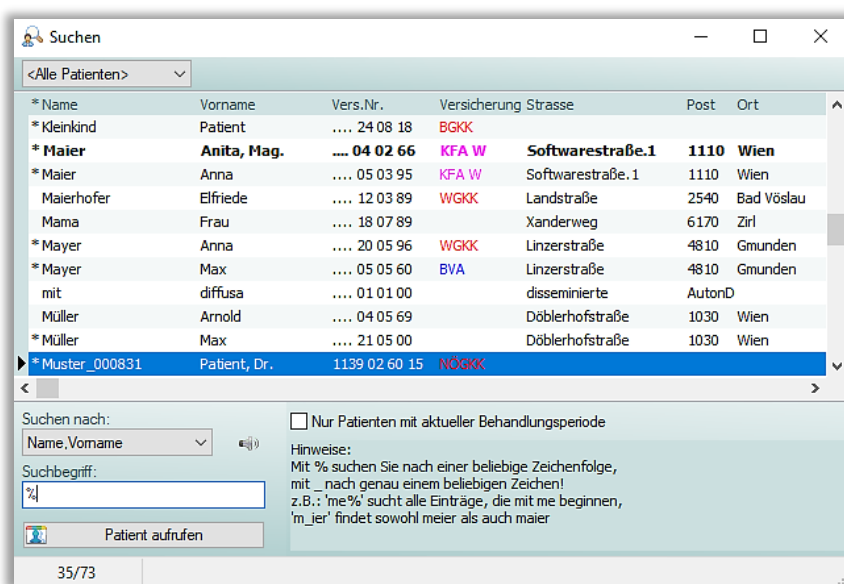 Suchen
<Alle Patienten>
* Name Vorname Vers.Nr. Versicherung Strasse Post Ort
* Kleinkind Patient .... 24 08 18 BGKK
* Maier Anita, Mag. .... 04 02 66 KFA W Softwarestraße.1 1110 Wien
* Maier Anna .... 05 03 95 KFA W Softwarestraße.1 1110 Wien
Maierhofer Elfriede .... 12 03 89 WGKK Landstraße 2540 Bad Vöslau
Mama Frau .... 18 07 89 Xanderweg 6170 Zirl
* Mayer Anna .... 20 05 96 WGKK Linzerstraße 4810 Gmunden
* Mayer Max .... 05 05 60 BVA Linzerstraße 4810 Gmunden
mit diffusa .... 01 01 00 disseminierte AutonD
Müller Arnold .... 04 05 69 Döblerhofstraße 1030 Wien
* Müller Max .... 21 05 00 Döblerhofstraße 1030 Wien
* Muster_000831 Patient, Dr. 1139 02 60 15 NÖGKK
Suchen nach:
Name,Vorname
Suchbegriff:
%
Patient aufrufen
Nur Patienten mit aktueller Behandlungsperiode
Hinweise:
Mit % suchen Sie nach einer beliebige Zeichenfolge,
mit _ nach genau einem beliebigen Zeichen!
z.B.: 'me%' sucht alle Einträge, die mit me beginnen,
'm_ier' findet sowohl meier als auch maier
35/73